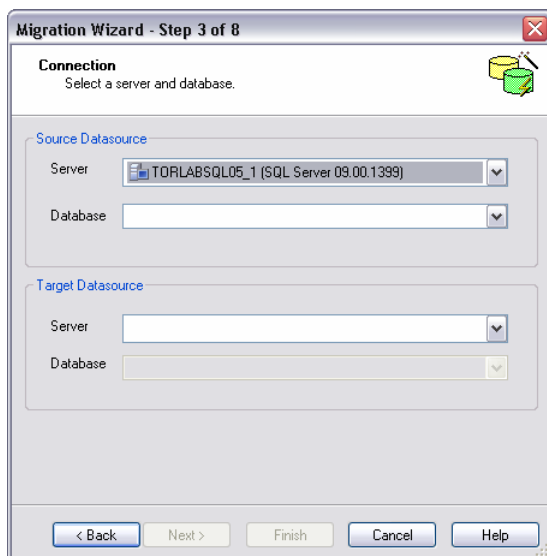 Migration Wizard - Step 3 of 8
Connection
Select a server and database.
Source Datasource
Server
TORLABSQL05_1 (SQL Server 09.00.1399)
Database
Target Datasource
Server
Database
< Back
Next >
Finish
Cancel
Help